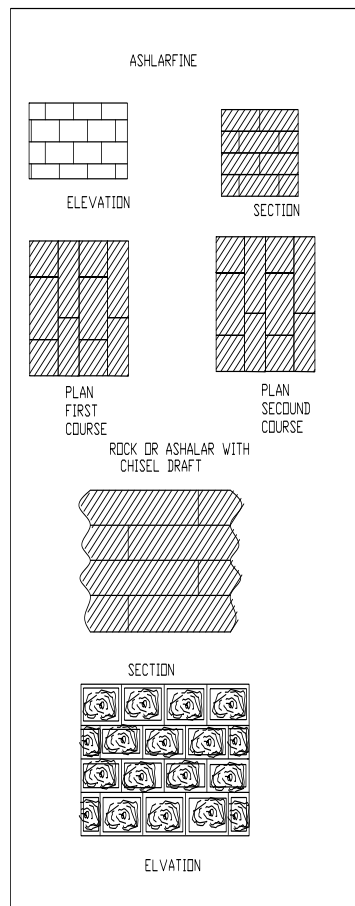 ASHLARFINE
ELEVATION
SECTION
PLAN
FIRST
COURSE
PLAN
SECOUND
COURSE
ROCK OR ASHALAR WITH
CHISEL DRAFT
SECTION
ELVATION